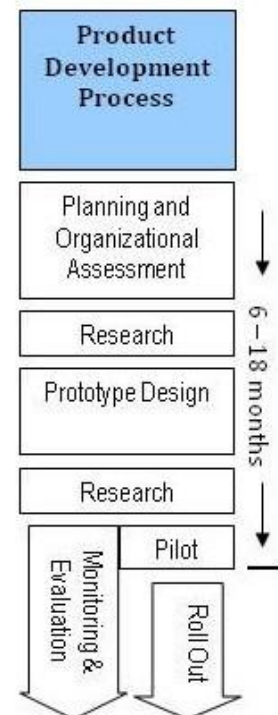 Product
Development
Process
Planning and
Organizational
Assessment
Research
Prototype Design
Research
Pilot
Monitoring &
Evaluation
Roll Out
6 – 18 months